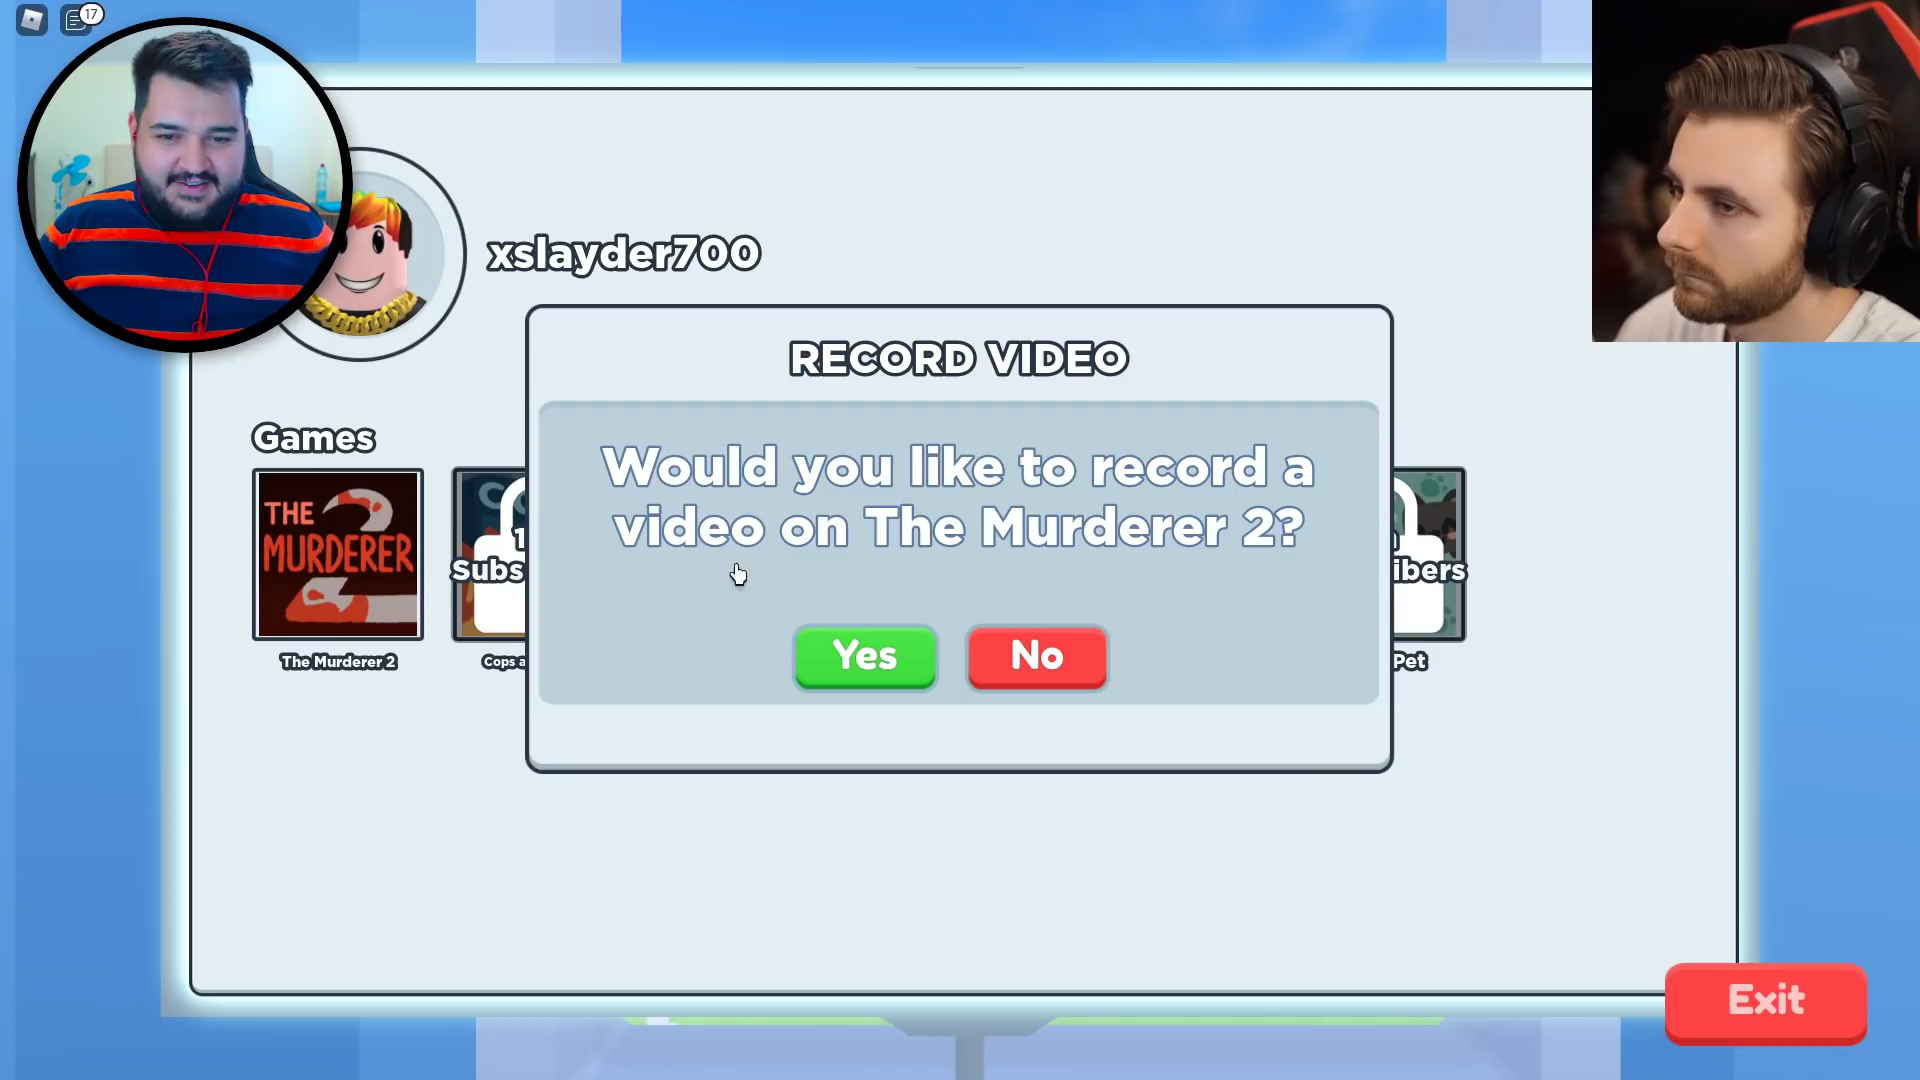 17
xslayder700
RECORD VIDEO
Would you like to record a
video on The Murderer 2?
Yes
No
Games
THE
MURDERER
2
Subs
ibers
The Murderer 2
Cops a
Pet
Exit